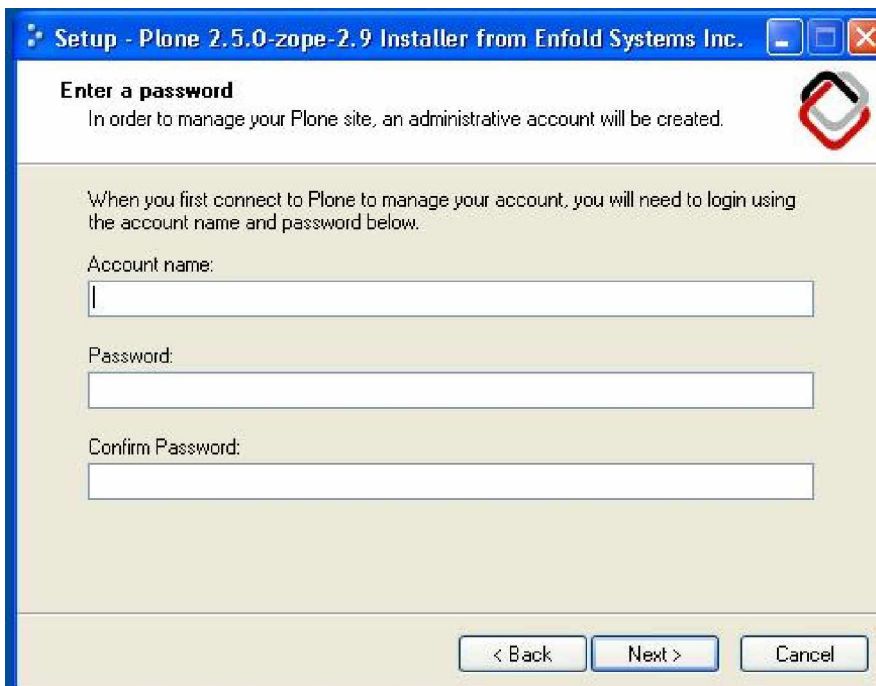 Setup - Plone 2.5.0-zope-2.9 Installer from Enfold Systems Inc.
Enter a password
In order to manage your Plone site, an administrative account will be created.
When you first connect to Plone to manage your account, you will need to login using
the account name and password below.
Account name:
Password:
Confirm Password:
< Back
Next >
Cancel